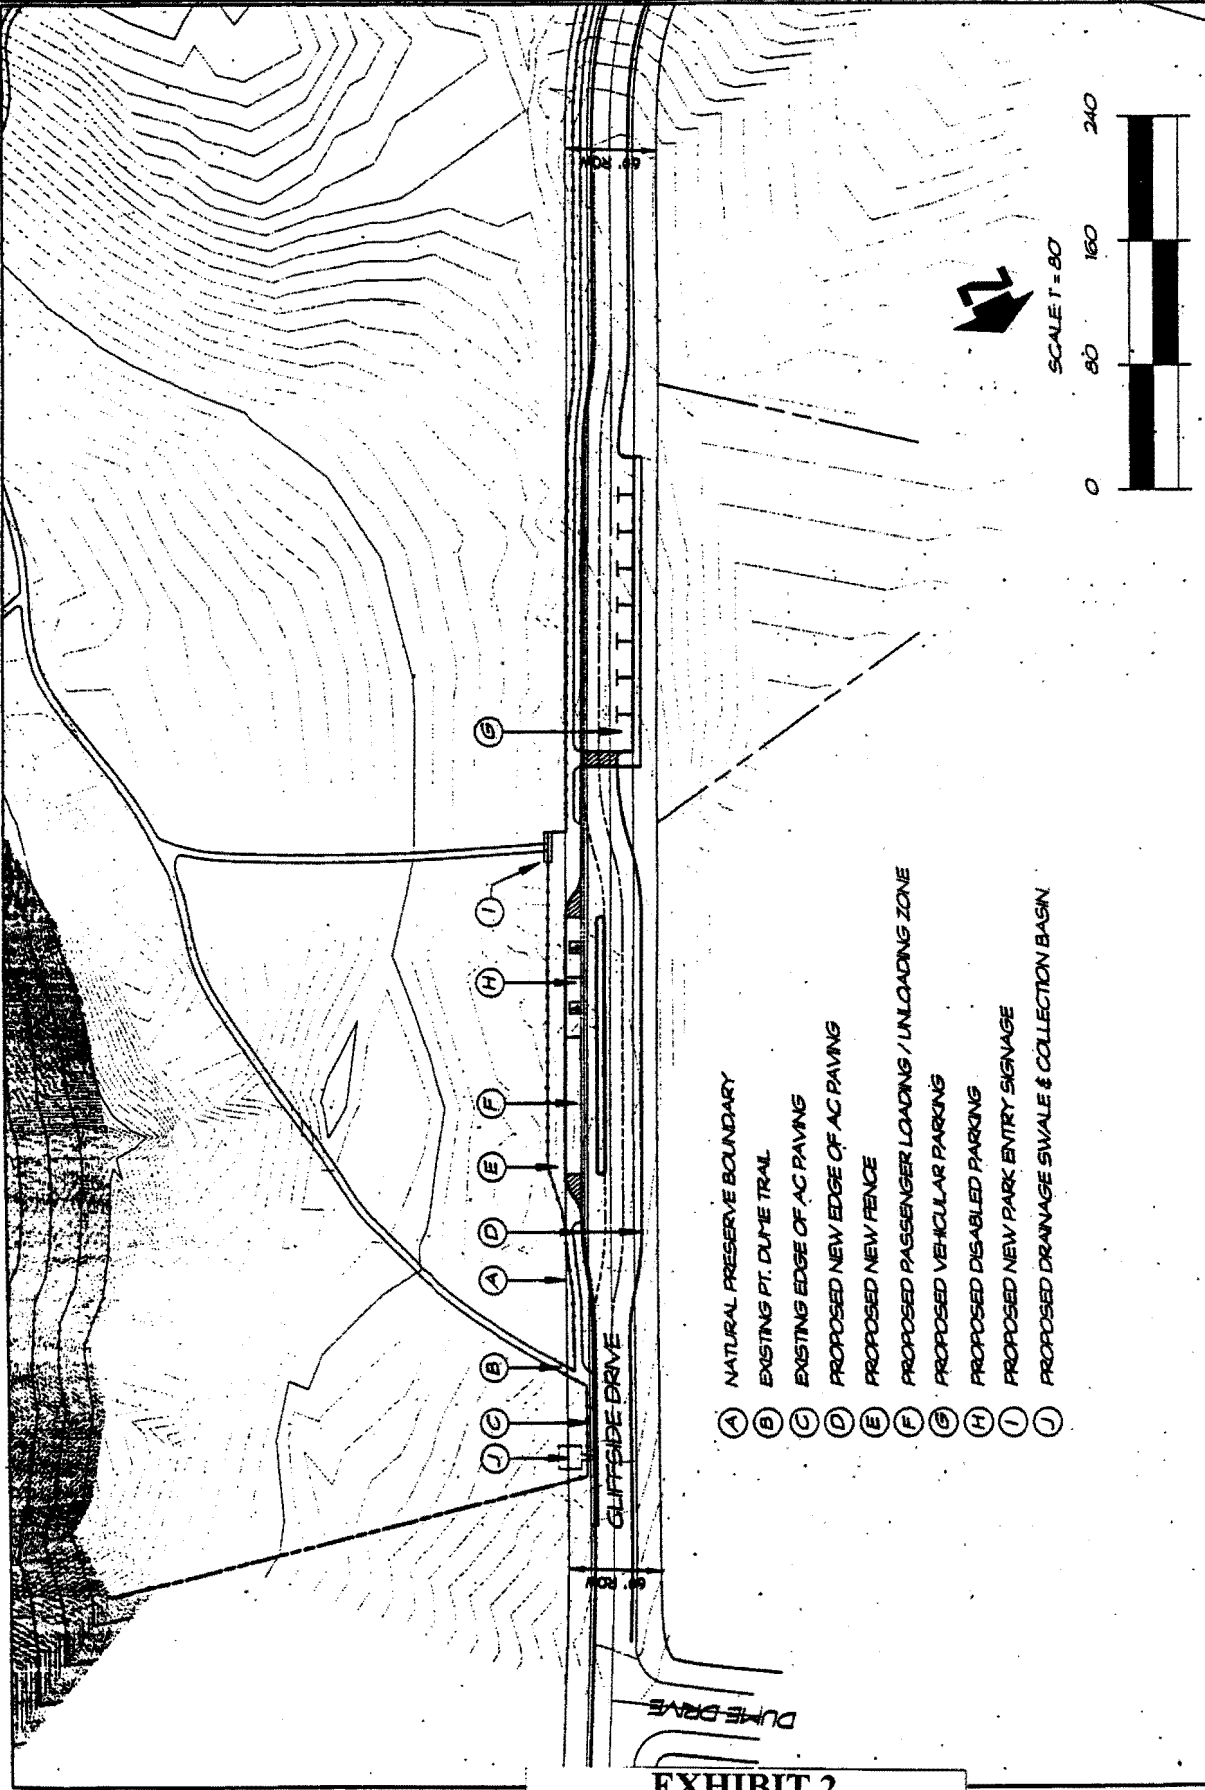 60' ROW
SCALE 1" = 80'
0 80 160 240
G
I
H
F
E
D
A
B
C
J
CLIFFSIDE DRIVE
60' ROW
DUME DRIVE
A NATURAL PRESERVE BOUNDARY
B EXISTING PT. DUME TRAIL
C EXISTING EDGE OF AC PAVING
D PROPOSED NEW EDGE OF AC PAVING
E PROPOSED NEW FENCE
F PROPOSED PASSENGER LOADING / UNLOADING ZONE
G PROPOSED VEHICULAR PARKING
H PROPOSED DISABLED PARKING
I PROPOSED NEW PARK ENTRY SIGNAGE
J PROPOSED DRAINAGE SWALE & COLLECTION BASIN
EXHIBIT 2